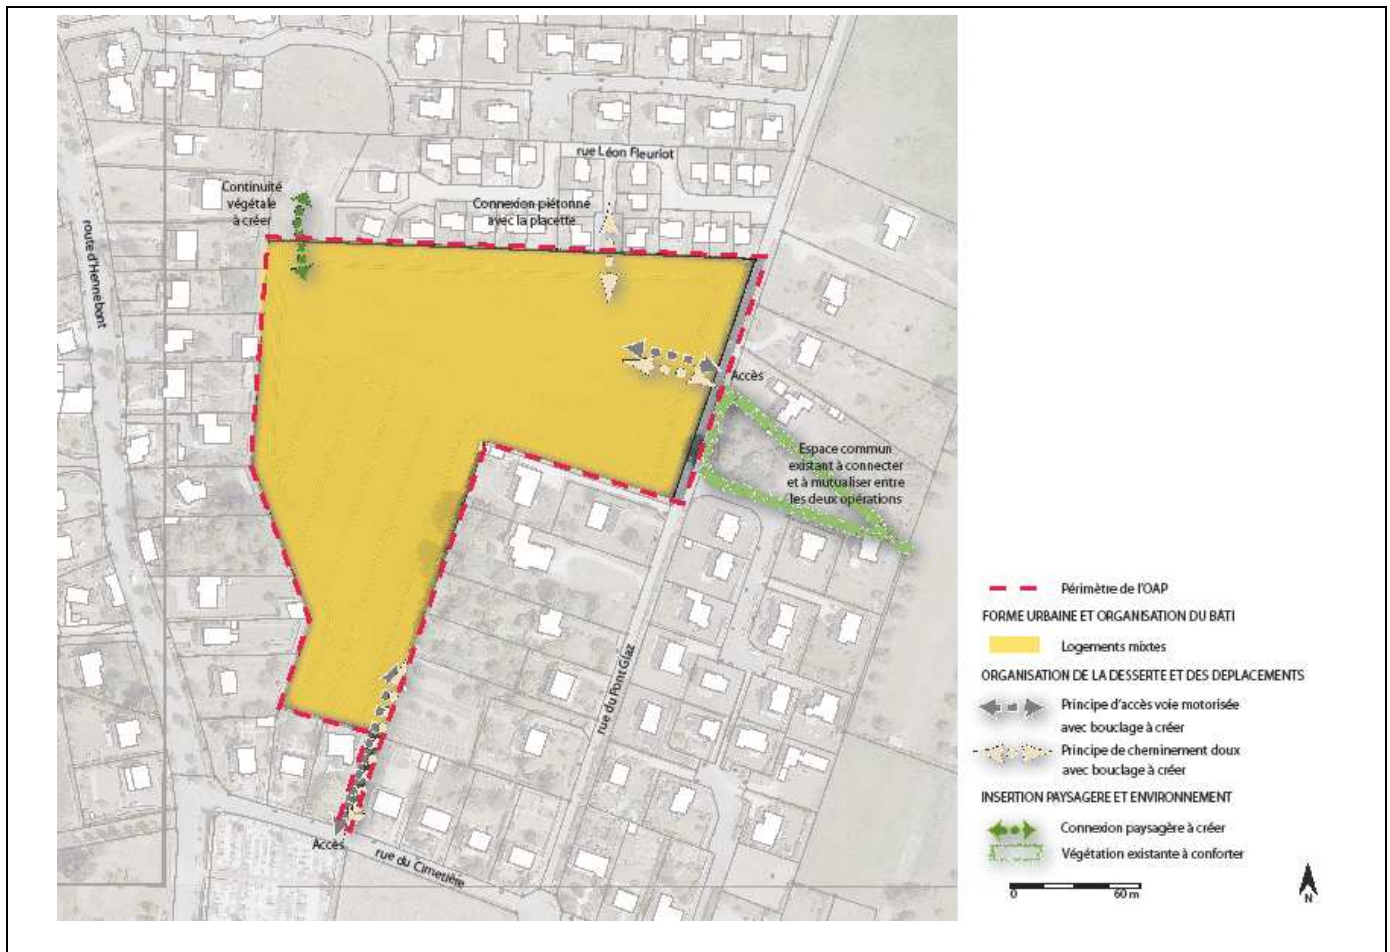 rue Léon Fleuriot
Continuité
végétale
à créer
Connexion piétonne
avec la placette
route d'Hennebont
Accès
Espace commun
existant à connecter
et à mutualiser entre
les deux opérations
rue du Pont Glaz
Accès
rue du Cimetière
Périmètre de l'OAP
FORME URBAINE ET ORGANISATION DU BÂTI
Logements mixtes
ORGANISATION DE LA DESSERTE ET DES DEPLACEMENTS
Principe d'accès voie motorisée
avec bouclage à créer
Principe de cheminement doux
avec bouclage à créer
INSERTION PAYSAGERE ET ENVIRONNEMENT
Connexion paysagère à créer
Végétation existante à conforter
0
60 m
N